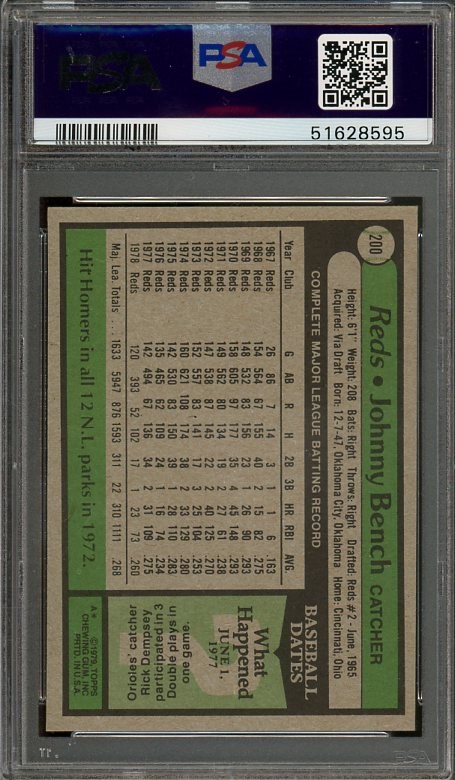 PSA
PSA
51628595
200
Reds • Johnny Bench CATCHER
Height: 6'1" Weight: 208 Bats: Right Throws: Right Drafted: Reds #2 - June, 1965
Acquired: Via Draft Born: 12-7-47, Oklahoma City, Oklahoma Home: Cincinnati, Ohio
COMPLETE MAJOR LEAGUE BATTING RECORD
Year Club G AB R H 2B 3B HR RBI AVG.
1967 Reds 26 86 7 14 3 1 1 6 .163
1968 Reds 154 564 67 155 40 2 15 82 .275
1969 Reds 148 532 83 156 23 1 26 90 .293
1970 Reds 158 605 97 177 35 4 45 148 .293
1971 Reds 149 562 80 134 19 2 27 61 .238
1972 Reds 147 538 87 145 22 2 40 125 .270
1973 Reds 152 557 83 141 17 3 25 104 .253
1974 Reds 160 621 108 174 38 2 33 129 .280
1975 Reds 142 530 83 150 39 1 28 110 .283
1976 Reds 135 465 62 109 24 1 16 74 .234
1977 Reds 142 494 67 136 34 2 31 109 .275
1978 Reds 120 393 52 102 17 1 23 73 .260
Maj. Lea. Totals ... 1633 5947 876 1593 311 22 310 1111 .268
Hit Homers in all 12 N.L. parks in 1972.
BASEBALL
DATES
What
Happened
JUNE 1,
1977
Orioles' catcher
Rick Dempsey
participated in 3
Double plays in
one game.
A* ©1979, TOPPS
CHEWING GUM, INC.
PRTD. IN U.S.A.